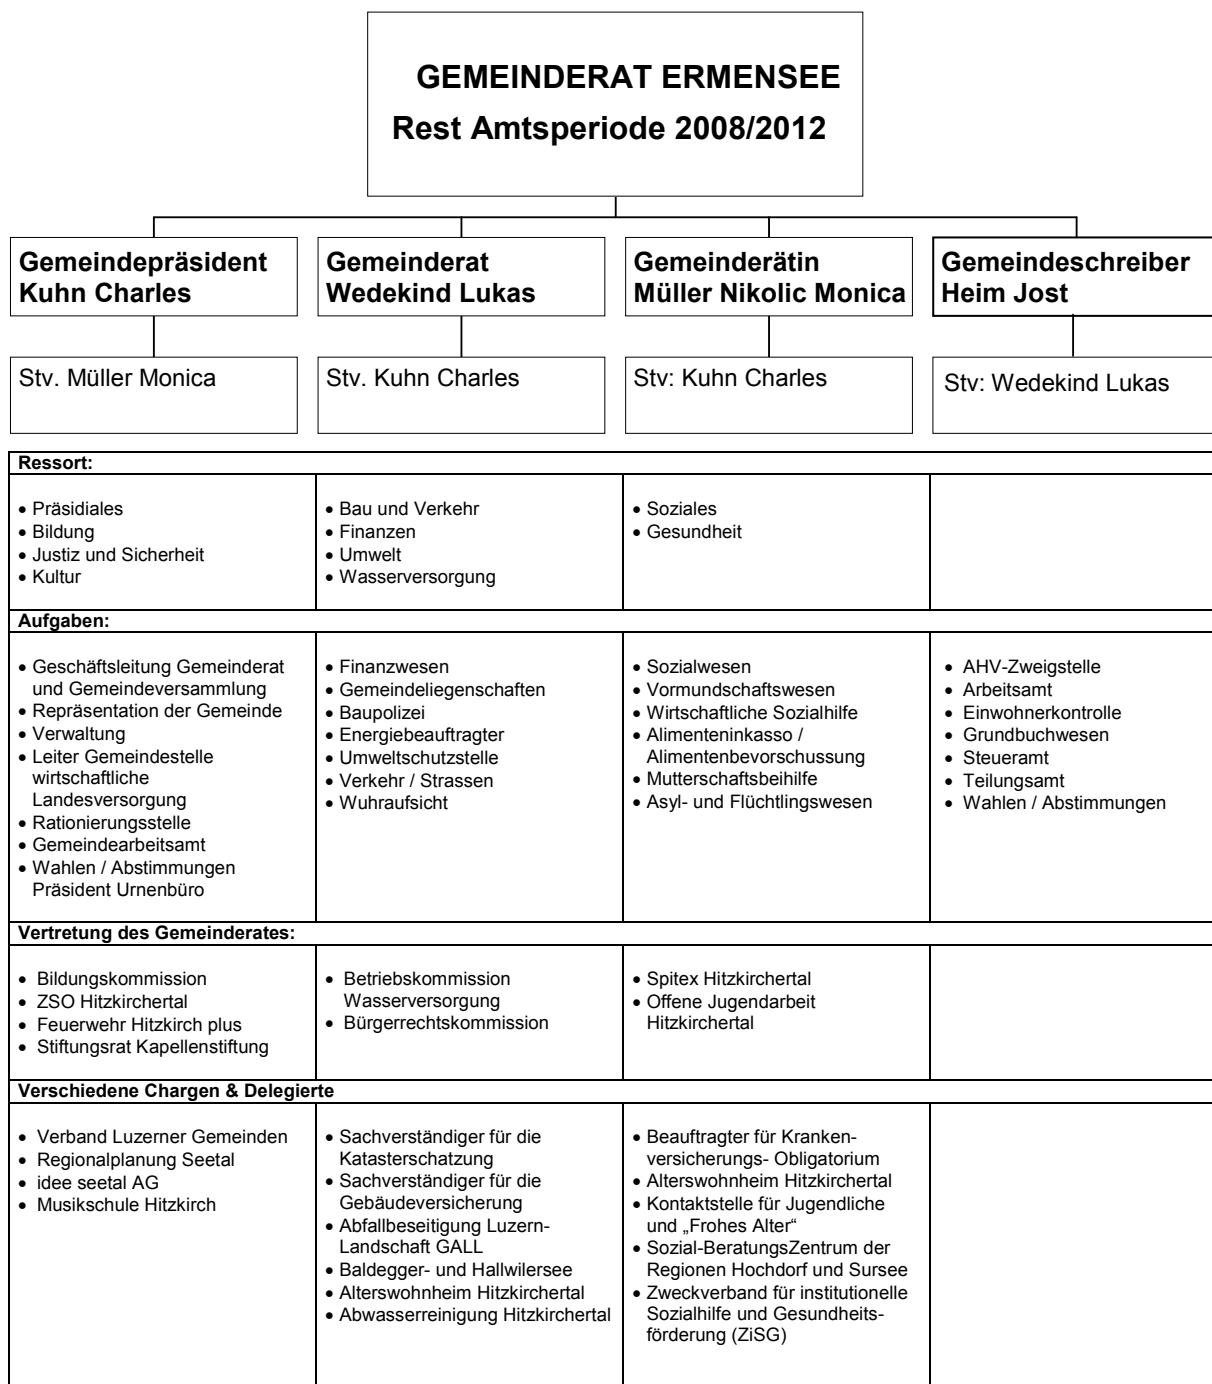 GEMEINDERAT ERMENSEE
Rest Amtsperiode 2008/2012
Gemeindepräsident
Kuhn Charles
Gemeinderat
Wedekind Lukas
Gemeinderätin
Müller Nikolic Monica
Gemeindeschreiber
Heim Jost
Stv. Müller Monica
Stv. Kuhn Charles
Stv: Kuhn Charles
Stv: Wedekind Lukas
Ressort:
• Präsidiales
• Bildung
• Justiz und Sicherheit
• Kultur
• Bau und Verkehr
• Finanzen
• Umwelt
• Wasserversorgung
• Soziales
• Gesundheit
Aufgaben:
• Geschäftsleitung Gemeinderat
und Gemeindeversammlung
• Repräsentation der Gemeinde
• Verwaltung
• Leiter Gemeindestelle
wirtschaftliche
Landesversorgung
• Rationierungsstelle
• Gemeindearbeitsamt
• Wahlen / Abstimmungen
Präsident Urnenbüro
• Finanzwesen
• Gemeindeliegenschaften
• Baupolizei
• Energiebeauftragter
• Umweltschutzstelle
• Verkehr / Strassen
• Wuhraufsicht
• Sozialwesen
• Vormundschaftswesen
• Wirtschaftliche Sozialhilfe
• Alimenteninkasso /
Alimentenbevorschussung
• Mutterschaftsbeihilfe
• Asyl- und Flüchtlingswesen
• AHV-Zweigstelle
• Arbeitsamt
• Einwohnerkontrolle
• Grundbuchwesen
• Steueramt
• Teilungsamt
• Wahlen / Abstimmungen
Vertretung des Gemeinderates:
• Bildungskommission
• ZSO Hitzkirchertal
• Feuerwehr Hitzkirch plus
• Stiftungsrat Kapellenstiftung
• Betriebskommission
Wasserversorgung
• Bürgerrechtskommission
• Spitex Hitzkirchertal
• Offene Jugendarbeit
Hitzkirchertal
Verschiedene Chargen & Delegierte
• Verband Luzerner Gemeinden
• Regionalplanung Seetal
• idee seetal AG
• Musikschule Hitzkirch
• Sachverständiger für die
Katasterschatzung
• Sachverständiger für die
Gebäudeversicherung
• Abfallbeseitigung Luzern-
Landschaft GALL
• Baldegger- und Hallwilersee
• Alterswohnheim Hitzkirchertal
• Abwasserreinigung Hitzkirchertal
• Beauftragter für Kranken-
versicherungs- Obligatorium
• Alterswohnheim Hitzkirchertal
• Kontaktstelle für Jugendliche
und „Frohes Alter“
• Sozial-BeratungsZentrum der
Regionen Hochdorf und Sursee
• Zweckverband für institutionelle
Sozialhilfe und Gesundheits-
förderung (ZiSG)